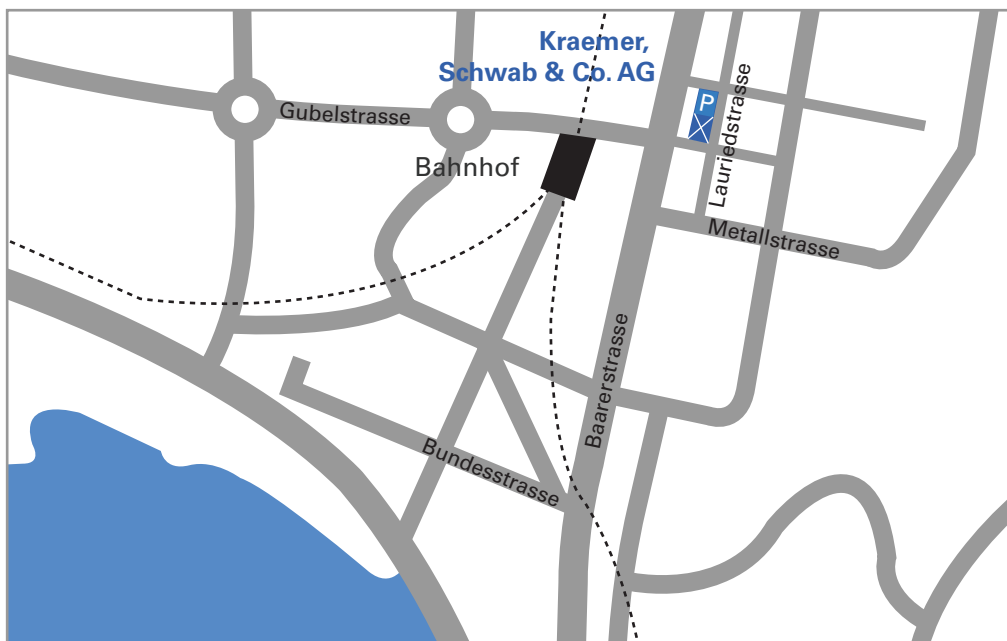 Kraemer,
Schwab & Co. AG
P
Gubelstrasse
Lauriedstrasse
Bahnhof
Metallstrasse
Baarerstrasse
Bundesstrasse